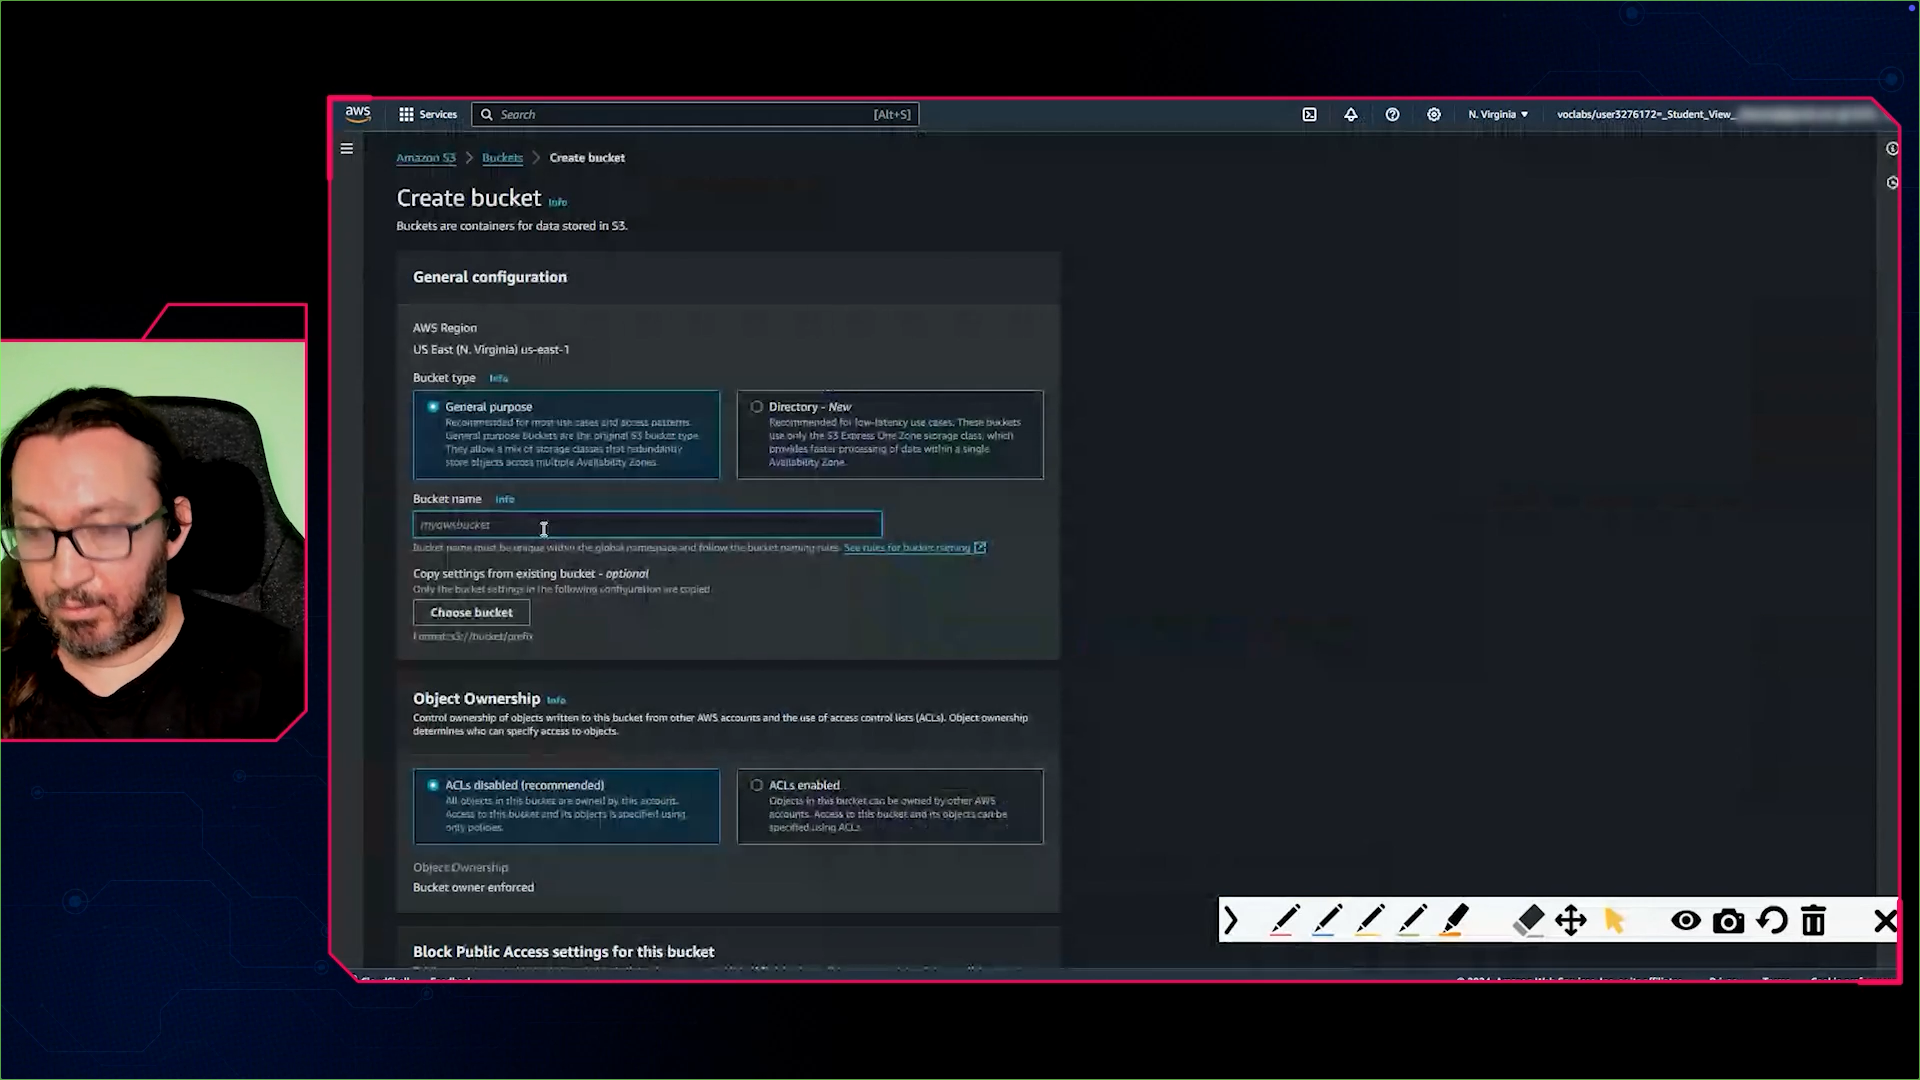 aws
Services
Search
[Alt+S]
N. Virginia
voclabs/user3276172=_Student_View_
Amazon S3
Buckets
Create bucket
Create bucket Info
Buckets are containers for data stored in S3.
General configuration
AWS Region
US East (N. Virginia) us-east-1
Bucket type Info
General purpose
Recommended for most use cases and access patterns.
General purpose buckets are the original S3 bucket type.
They allow a mix of storage classes that redundantly
store objects across multiple Availability Zones.
Directory - New
Recommended for low-latency use cases. These buckets
use only the S3 Express One Zone storage class, which
provides faster processing of data within a single
Availability Zone.
Bucket name Info
myawsbucket
Bucket name must be unique within the global namespace and follow the bucket naming rules. See rules for bucket naming
Copy settings from existing bucket - optional
Only the bucket settings in the following configuration are copied.
Choose bucket
Format: s3://bucket/prefix
Object Ownership Info
Control ownership of objects written to this bucket from other AWS accounts and the use of access control lists (ACLs). Object ownership
determines who can specify access to objects.
ACLs disabled (recommended)
All objects in this bucket are owned by this account.
Access to this bucket and its objects is specified using
only policies.
ACLs enabled
Objects in this bucket can be owned by other AWS
accounts. Access to this bucket and its objects can be
specified using ACLs.
Object Ownership
Bucket owner enforced
Block Public Access settings for this bucket